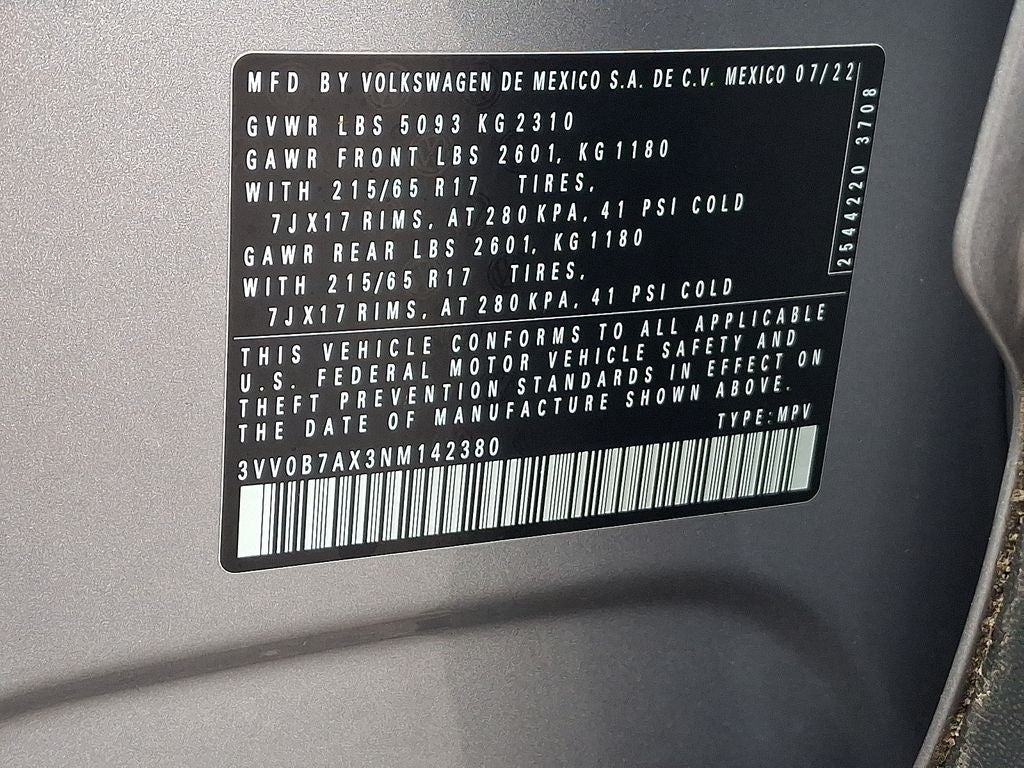 MFD BY VOLKSWAGEN DE MEXICO S.A. DE C.V. MEXICO 07/22
GVWR LBS 5093 KG 2310
GAWR FRONT LBS 2601, KG 1180
WITH 215/65 R17 TIRES,
7JX17 RIMS, AT 280 KPA, 41 PSI COLD
GAWR REAR LBS 2601, KG 1180
WITH 215/65 R17 TIRES,
7JX17 RIMS, AT 280 KPA, 41 PSI COLD
2544220 3708
THIS VEHICLE CONFORMS TO ALL APPLICABLE
U.S. FEDERAL MOTOR VEHICLE SAFETY AND
THEFT PREVENTION STANDARDS IN EFFECT ON
THE DATE OF MANUFACTURE SHOWN ABOVE.
TYPE: MPV
3VV0B7AX3NM142380